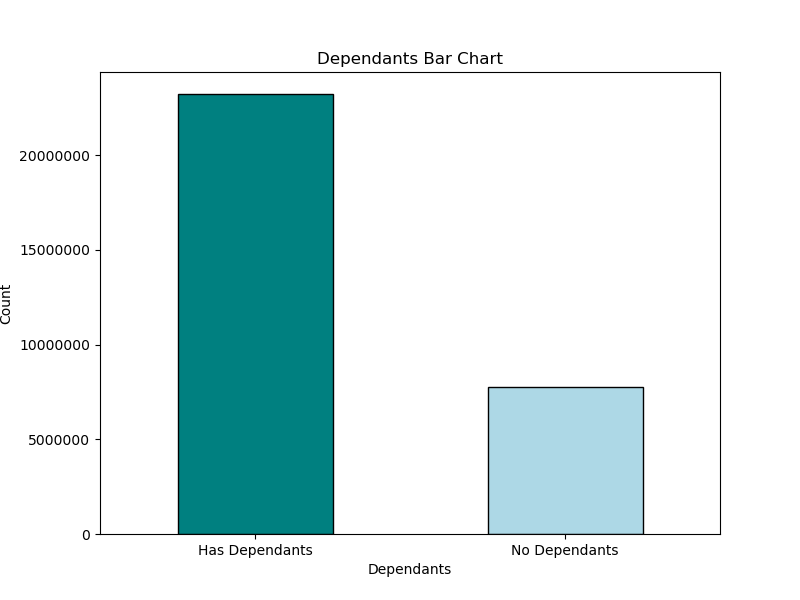 Dependants Bar Chart
Count
20000000
15000000
10000000
5000000
0
Has Dependants
No Dependants
Dependants